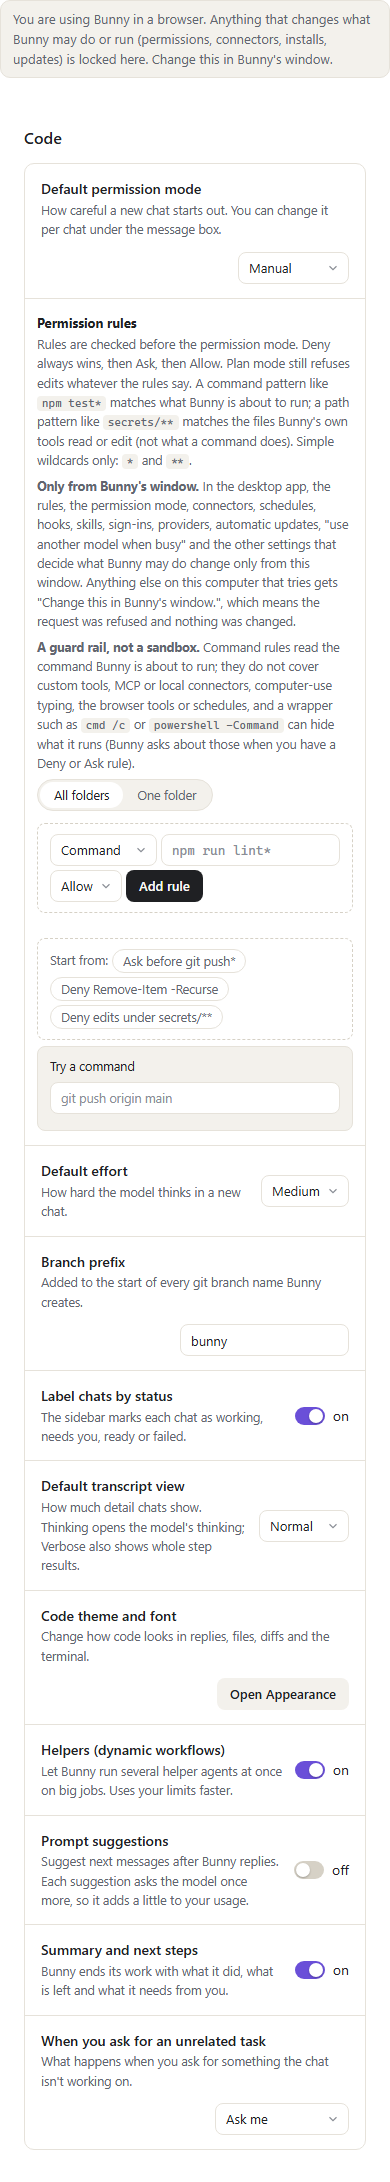 You are using Bunny in a browser. Anything that changes what
Bunny may do or run (permissions, connectors, installs,
updates) is locked here. Change this in Bunny's window.
Code
Default permission mode
How careful a new chat starts out. You can change it
per chat under the message box.
Manual
Permission rules
Rules are checked before the permission mode. Deny
always wins, then Ask, then Allow. Plan mode still refuses
edits whatever the rules say. A command pattern like
npm test* matches what Bunny is about to run; a path
pattern like secrets/** matches the files Bunny's own
tools read or edit (not what a command does). Simple
wildcards only: * and **.
Only from Bunny's window. In the desktop app, the
rules, the permission mode, connectors, schedules,
hooks, skills, sign-ins, providers, automatic updates, "use
another model when busy" and the other settings that
decide what Bunny may do change only from this
window. Anything else on this computer that tries gets
"Change this in Bunny's window.", which means the
request was refused and nothing was changed.
A guard rail, not a sandbox. Command rules read the
command Bunny is about to run; they do not cover
custom tools, MCP or local connectors, computer-use
typing, the browser tools or schedules, and a wrapper
such as cmd /c or powershell -Command can hide
what it runs (Bunny asks about those when you have a
Deny or Ask rule).
All folders One folder
Command npm run lint*
Allow Add rule
Start from: Ask before git push*
Deny Remove-Item -Recurse
Deny edits under secrets/**
Try a command
git push origin main
Default effort
How hard the model thinks in a new
chat.
Medium
Branch prefix
Added to the start of every git branch name Bunny
creates.
bunny
Label chats by status
The sidebar marks each chat as working,
needs you, ready or failed.
on
Default transcript view
How much detail chats show.
Thinking opens the model's thinking;
Verbose also shows whole step
results.
Normal
Code theme and font
Change how code looks in replies, files, diffs and the
terminal.
Open Appearance
Helpers (dynamic workflows)
Let Bunny run several helper agents at once
on big jobs. Uses your limits faster.
on
Prompt suggestions
Suggest next messages after Bunny replies.
Each suggestion asks the model once
more, so it adds a little to your usage.
off
Summary and next steps
Bunny ends its work with what it did, what
is left and what it needs from you.
on
When you ask for an unrelated task
What happens when you ask for something the chat
isn't working on.
Ask me